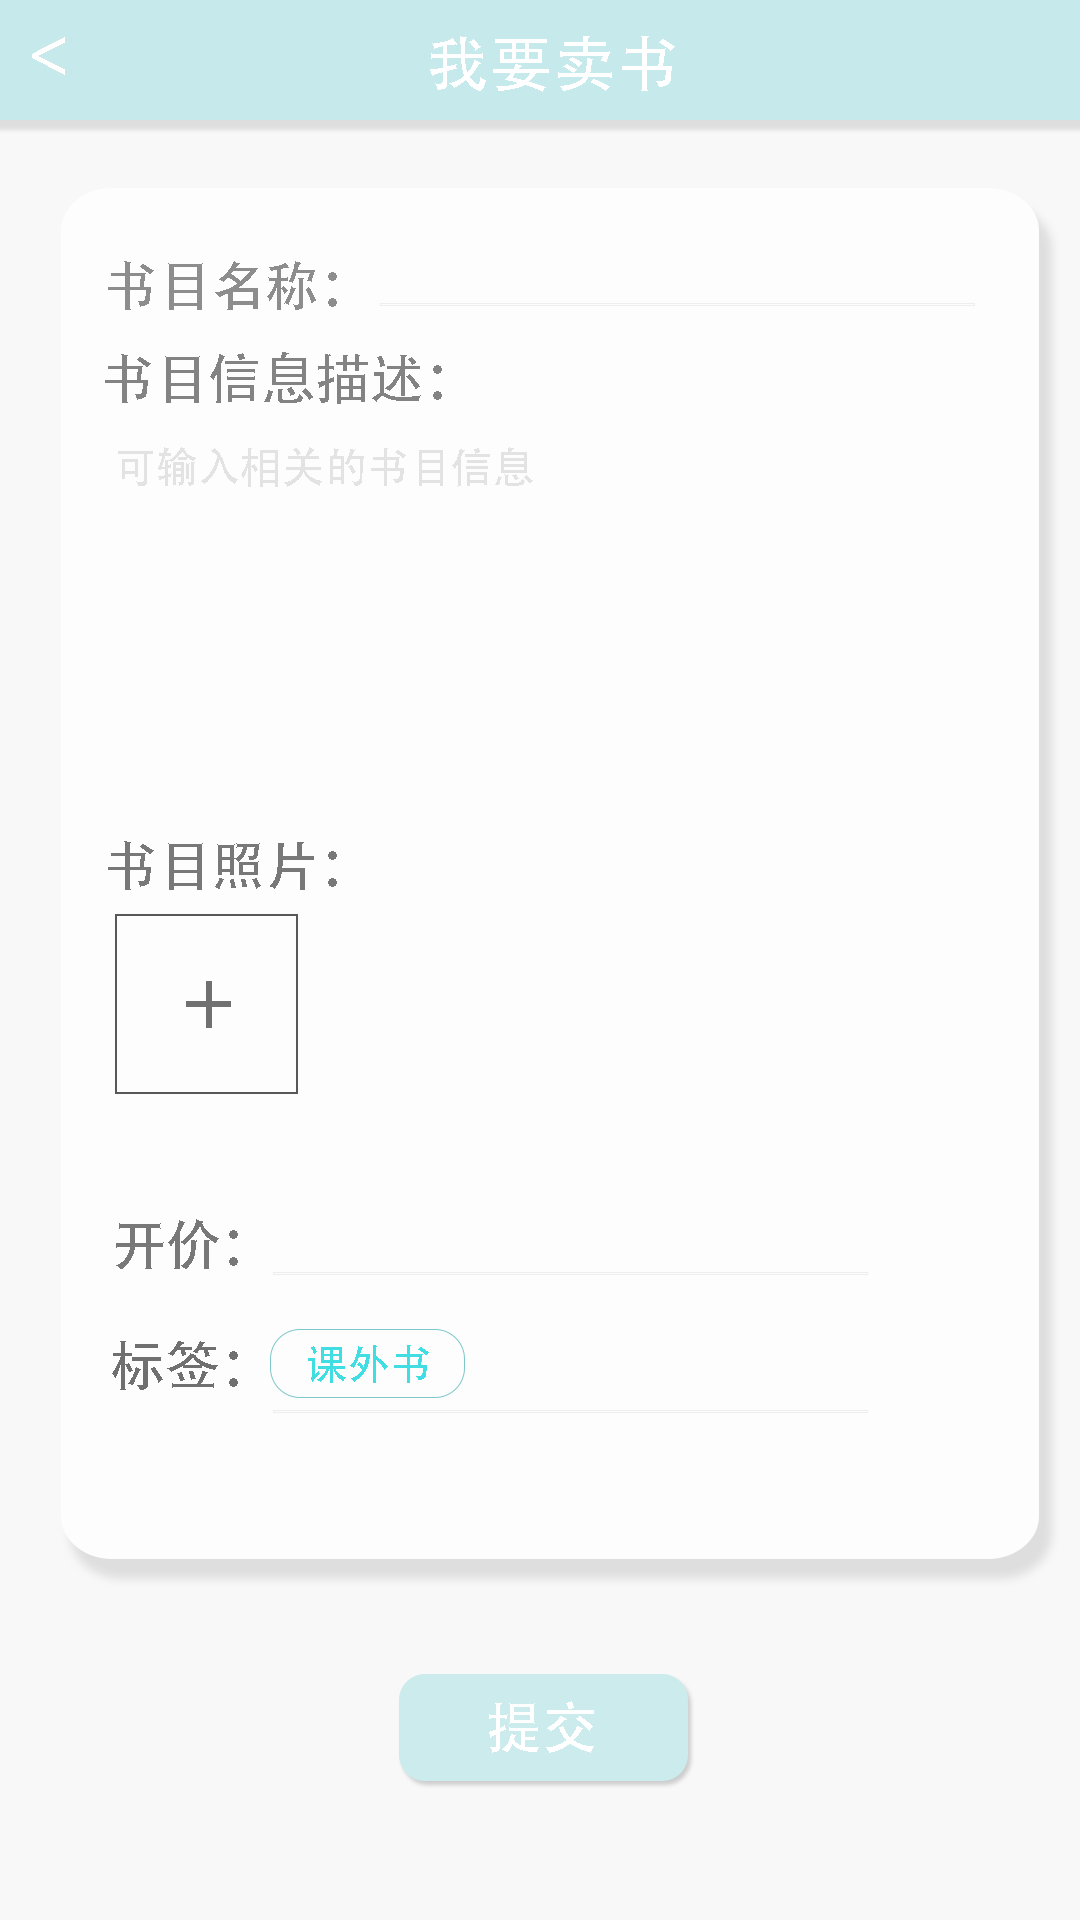 < 我要卖书
书目名称：
书目信息描述：
可输入相关的书目信息
书目照片：
+
开价：
标签： 课外书
提交